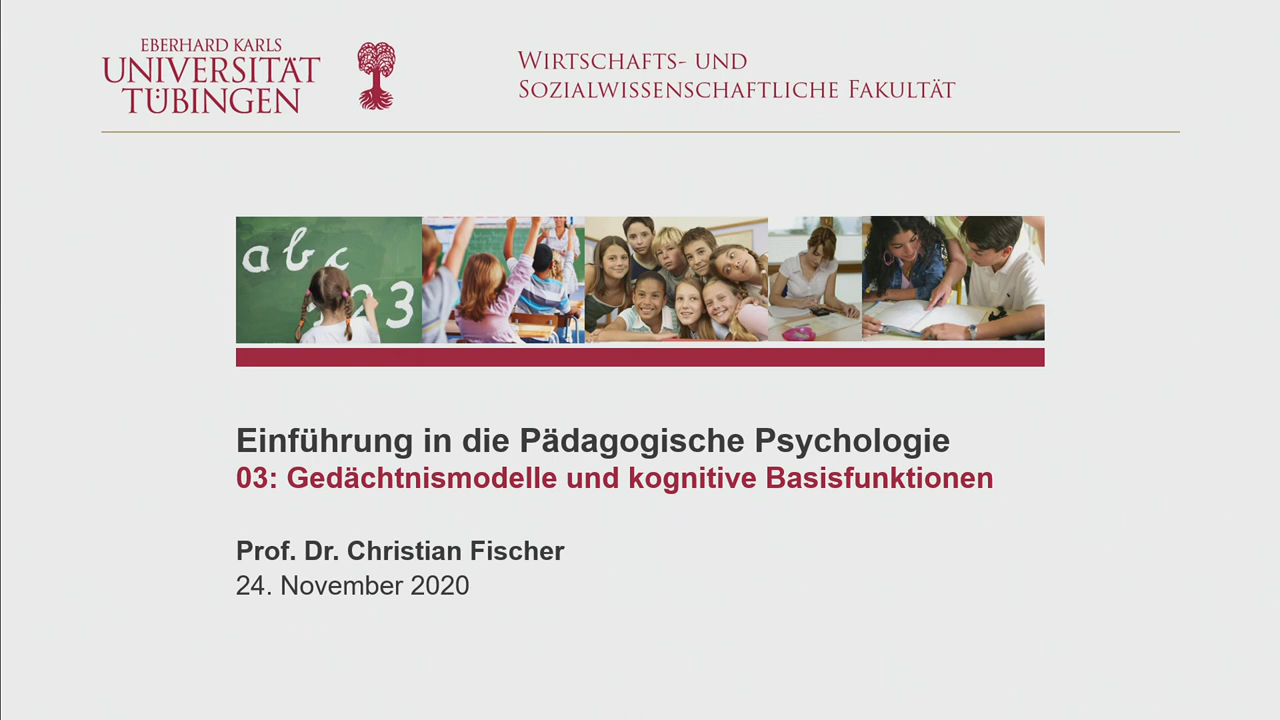 EBERHARD KARLS
UNIVERSITÄT
TÜBINGEN
WIRTSCHAFTS- UND
SOZIALWISSENSCHAFTLICHE FAKULTÄT
abc
123
Einführung in die Pädagogische Psychologie
03: Gedächtnismodelle und kognitive Basisfunktionen
Prof. Dr. Christian Fischer
24. November 2020